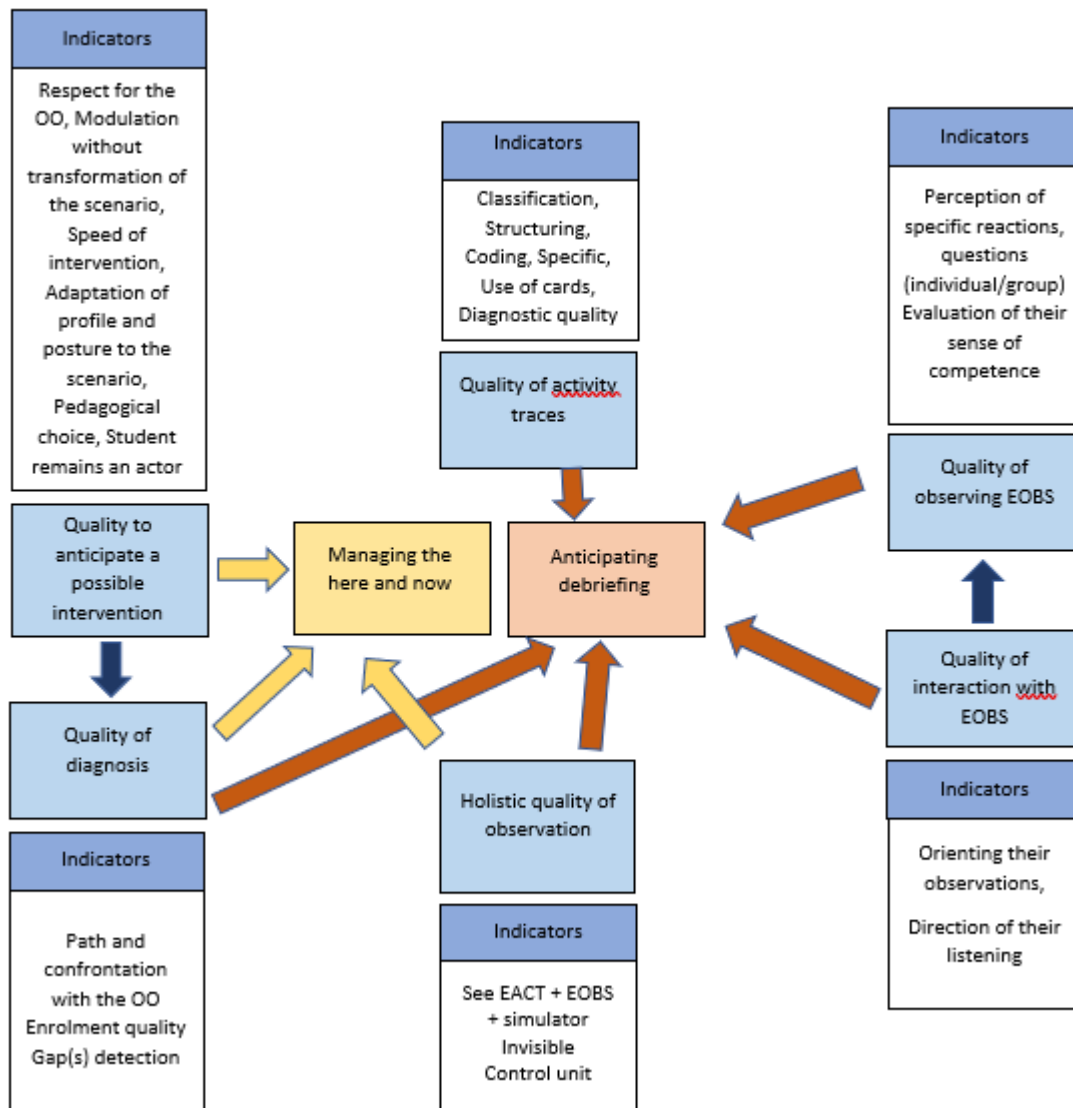 Indicators
Respect for the
OO, Modulation
without
transformation of
the scenario,
Speed of
intervention,
Adaptation of
profile and
posture to the
scenario,
Pedagogical
choice, Student
remains an actor
Quality to
anticipate a
possible
intervention
Quality of
diagnosis
Indicators
Path and
confrontation
with the OO
Enrolment quality
Gap(s) detection
Managing the
here and now
Indicators
Classification,
Structuring,
Coding, Specific,
Use of cards,
Diagnostic quality
Quality of activity
traces
Anticipating
debriefing
Holistic quality of
observation
Indicators
See EACT + EOBS
+ simulator
Invisible
Control unit
Indicators
Perception of
specific reactions,
questions
(individual/group)
Evaluation of their
sense of
competence
Quality of
observing EOBS
Quality of
interaction with
EOBS
Indicators
Orienting their
observations,
Direction of their
listening